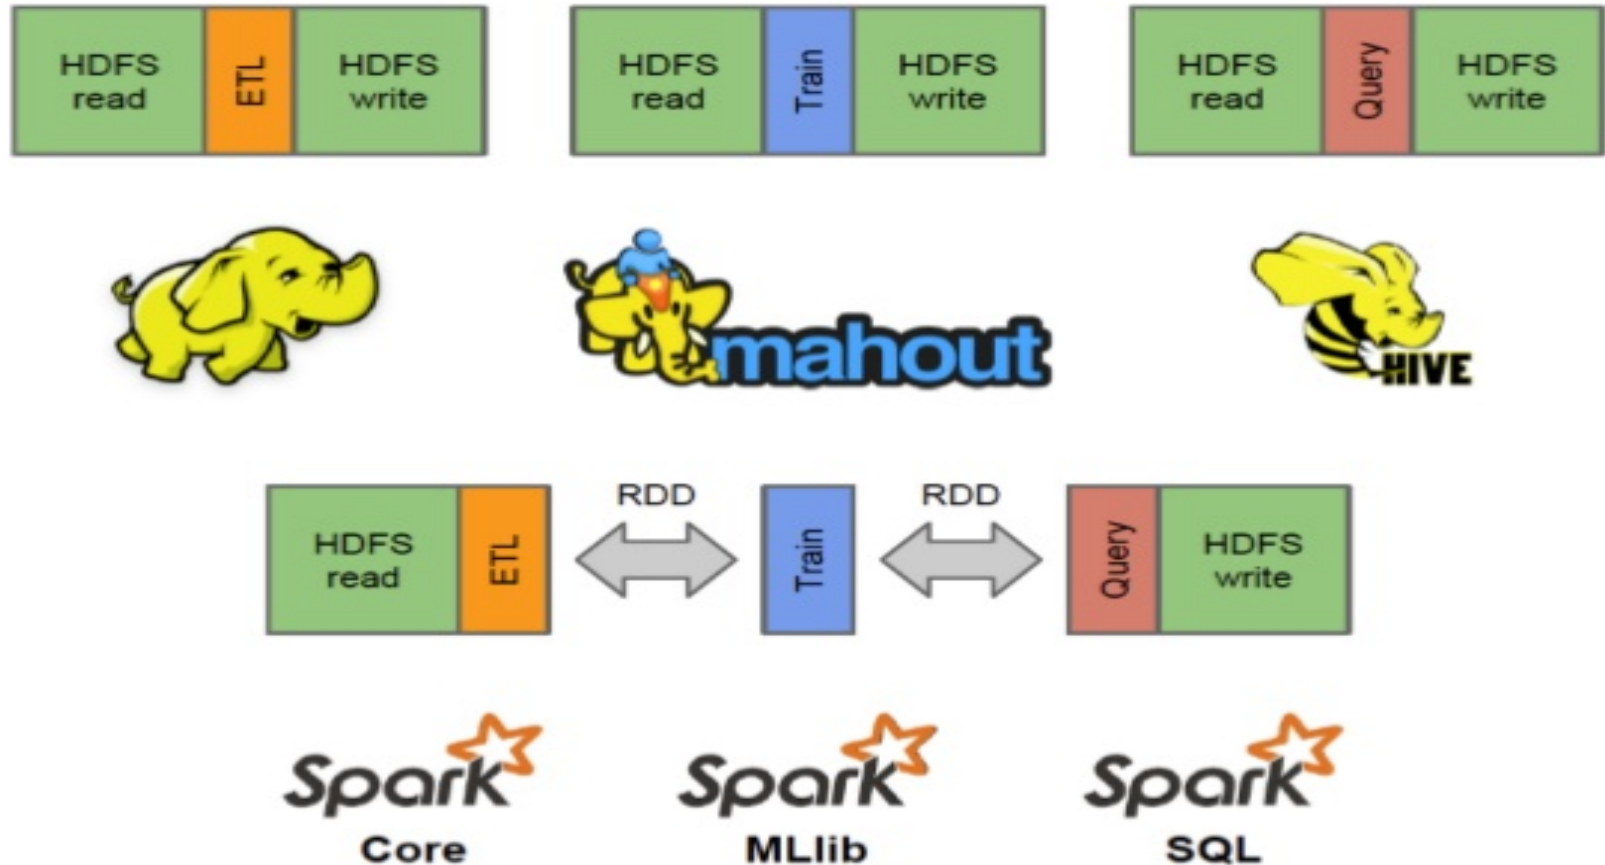 HDFS
read
ETL
HDFS
write
HDFS
read
Train
HDFS
write
HDFS
read
Query
HDFS
write
mahout
HIVE
HDFS
read
ETL
RDD
Train
RDD
Query
HDFS
write
Spark
Core
Spark
MLlib
Spark
SQL